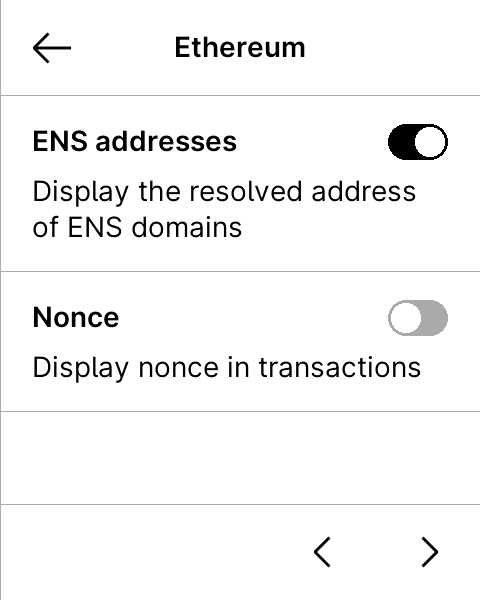 Ethereum
ENS addresses
Display the resolved address
of ENS domains
Nonce
Display nonce in transactions